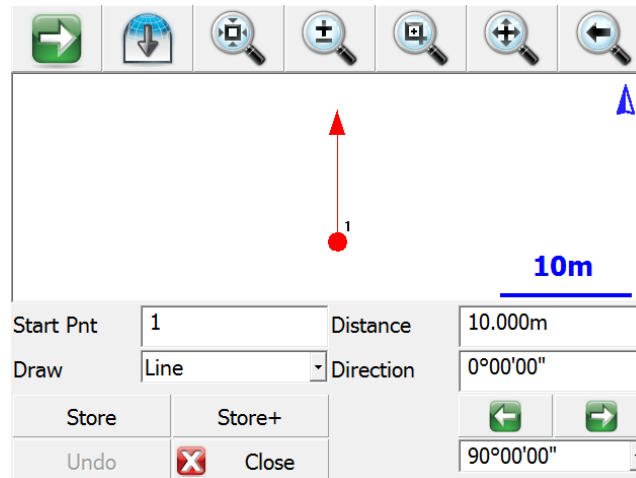 1
10m
Start Pnt 1 Distance 10.000m
Draw Line Direction 0°00'00"
Store Store+
Undo Close 90°00'00"